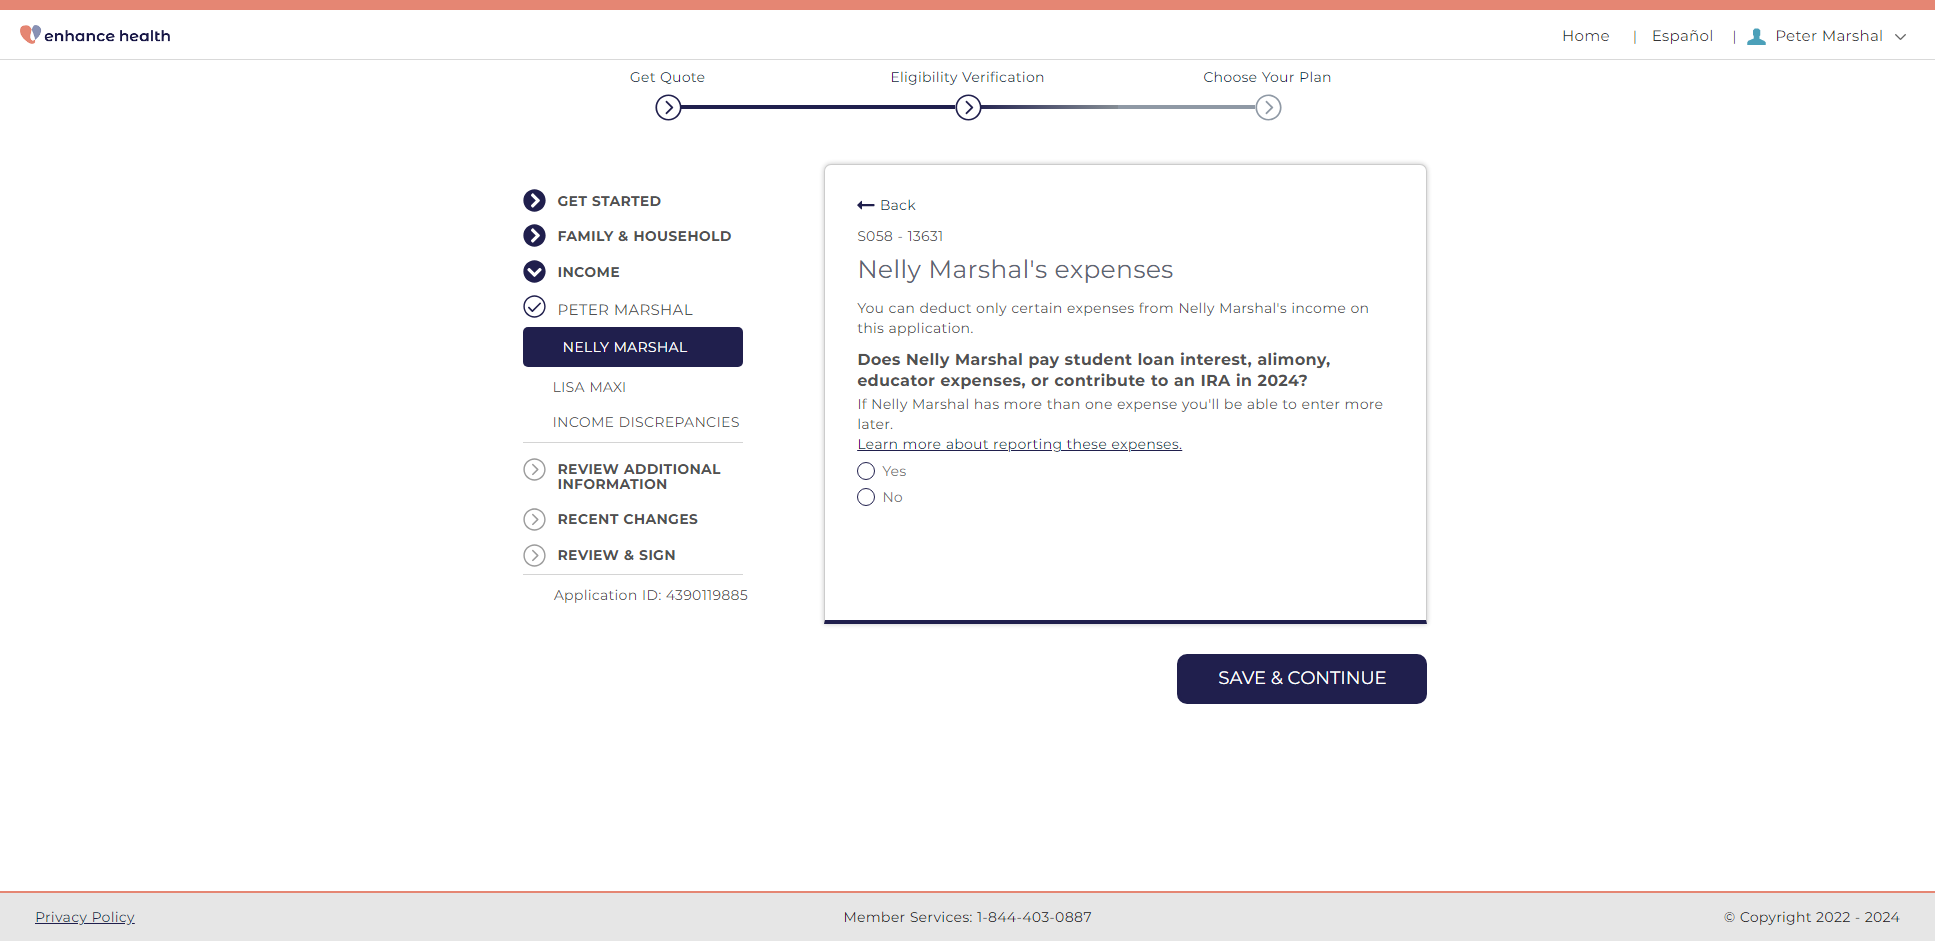 enhance health
Home | Español | Peter Marshal
Get Quote
Eligibility Verification
Choose Your Plan
GET STARTED
FAMILY & HOUSEHOLD
INCOME
PETER MARSHAL
NELLY MARSHAL
LISA MAXI
INCOME DISCREPANCIES
REVIEW ADDITIONAL
INFORMATION
RECENT CHANGES
REVIEW & SIGN
Application ID: 4390119885
Back
S058 - 13631
Nelly Marshal's expenses
You can deduct only certain expenses from Nelly Marshal's income on
this application.
Does Nelly Marshal pay student loan interest, alimony,
educator expenses, or contribute to an IRA in 2024?
If Nelly Marshal has more than one expense you'll be able to enter more
later.
Learn more about reporting these expenses.
Yes
No
SAVE & CONTINUE
Privacy Policy
Member Services: 1-844-403-0887
© Copyright 2022 - 2024